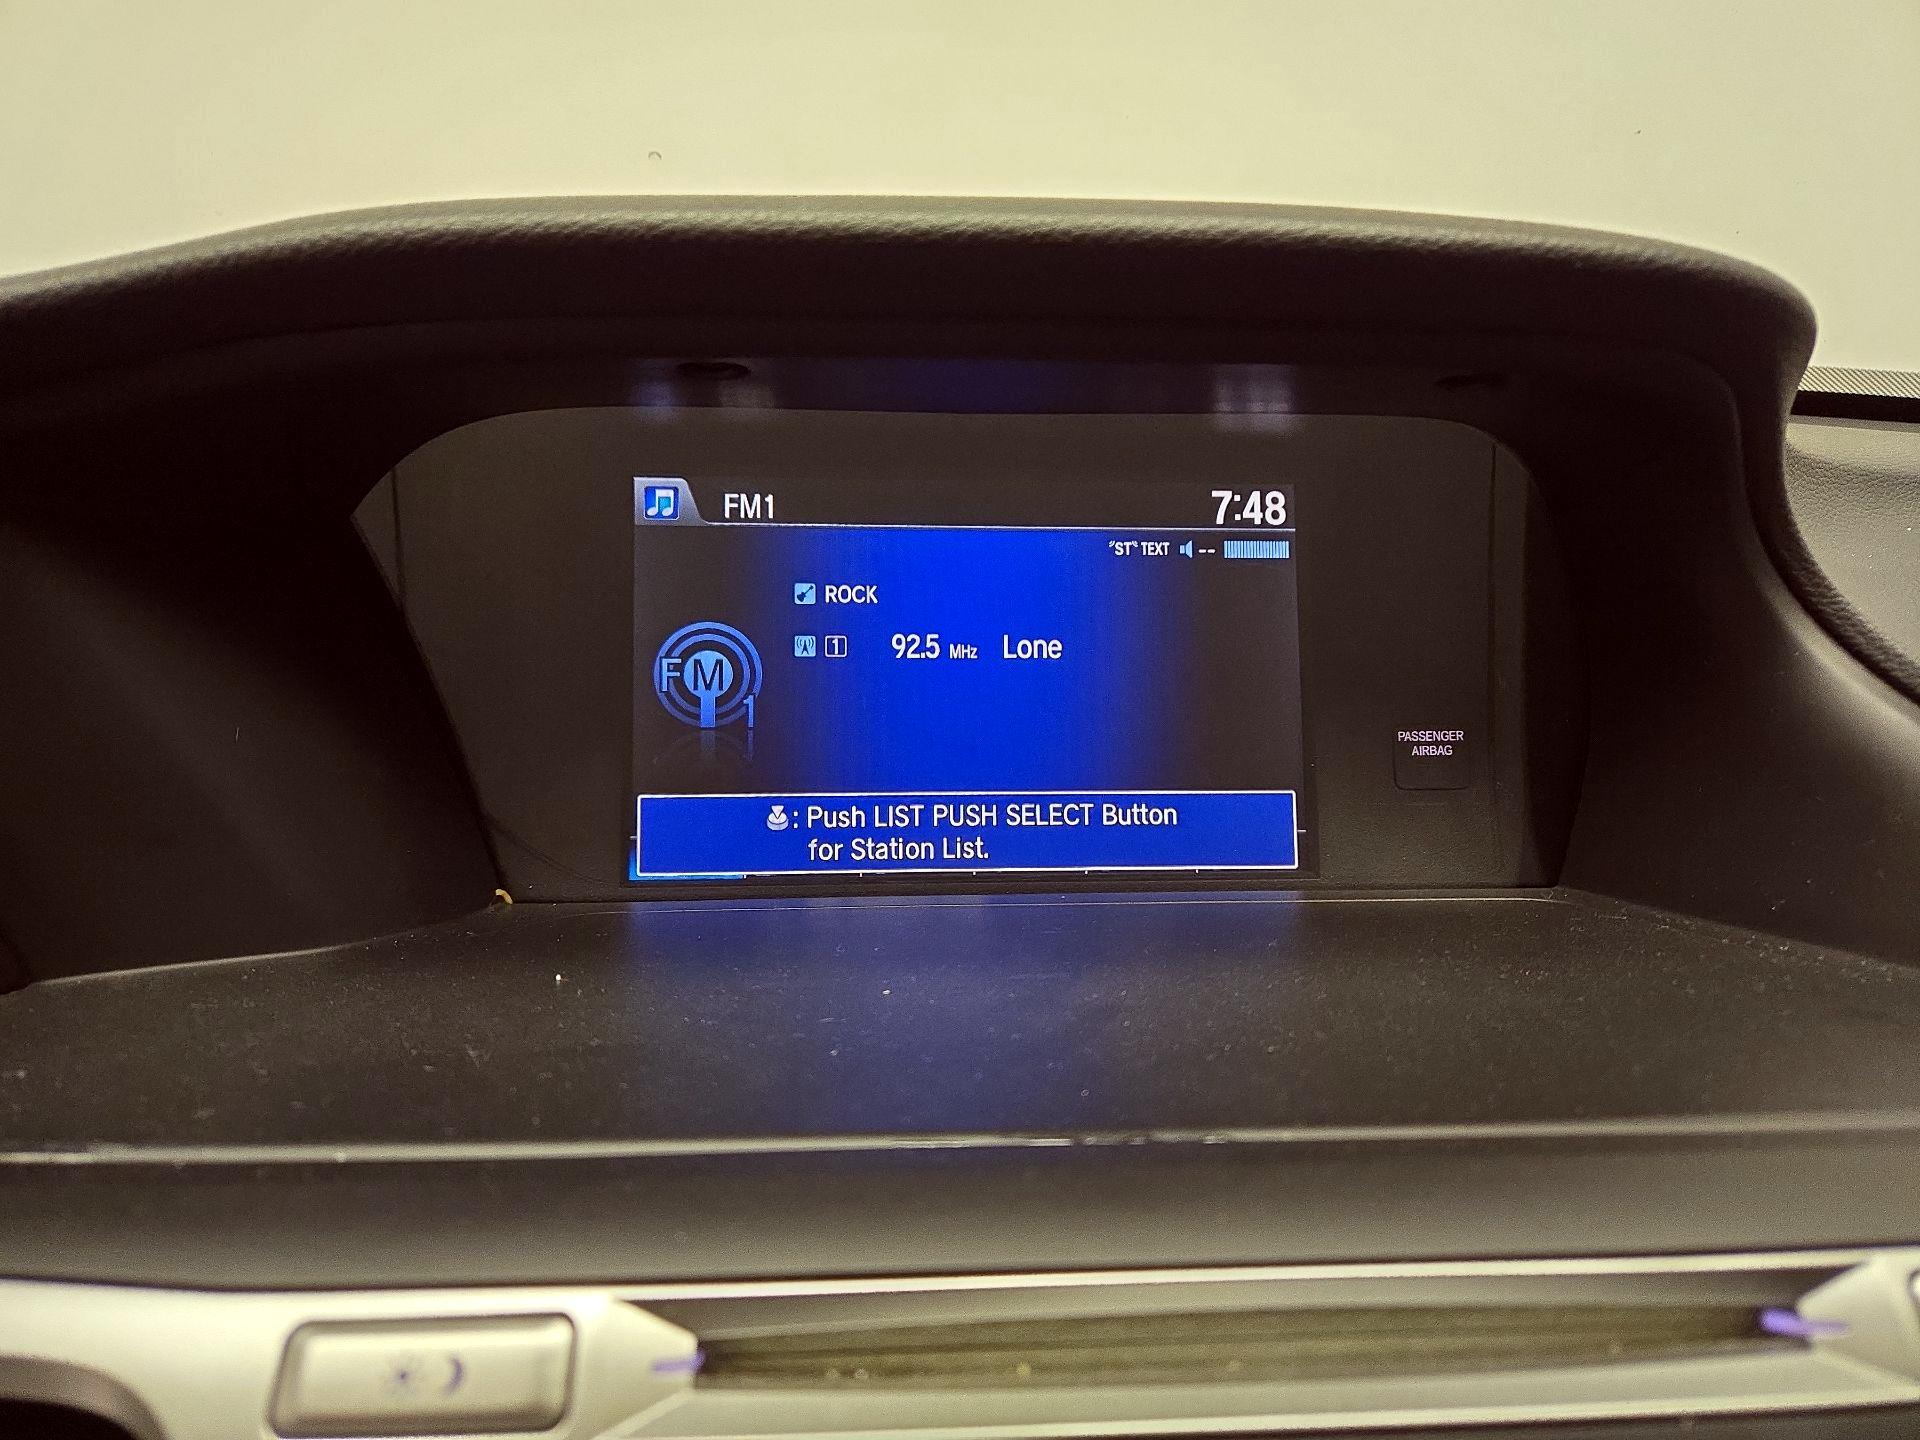 FM1 7:48
"ST" TEXT --
ROCK
1 92.5 MHz Lone
FM1
PASSENGER
AIRBAG
: Push LIST PUSH SELECT Button
for Station List.